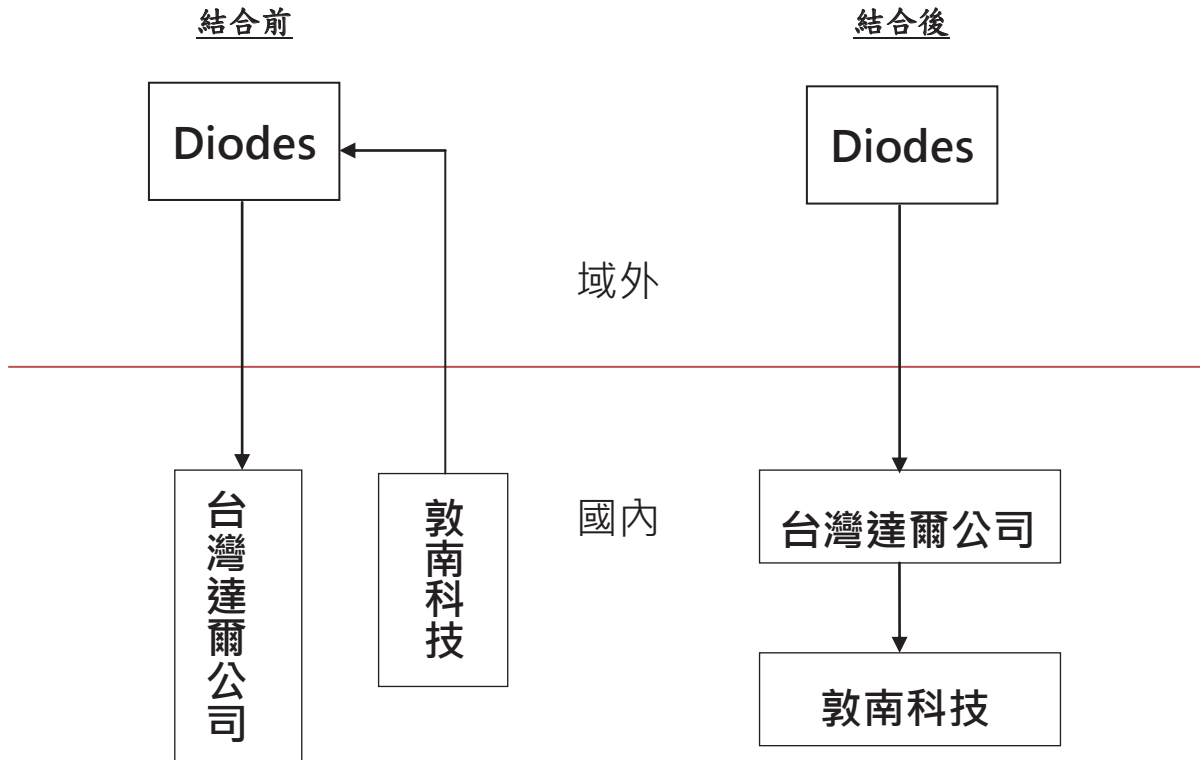 結合前
結合後
Diodes
Diodes
域外
台灣達爾公司
敦南科技
國內
台灣達爾公司
敦南科技